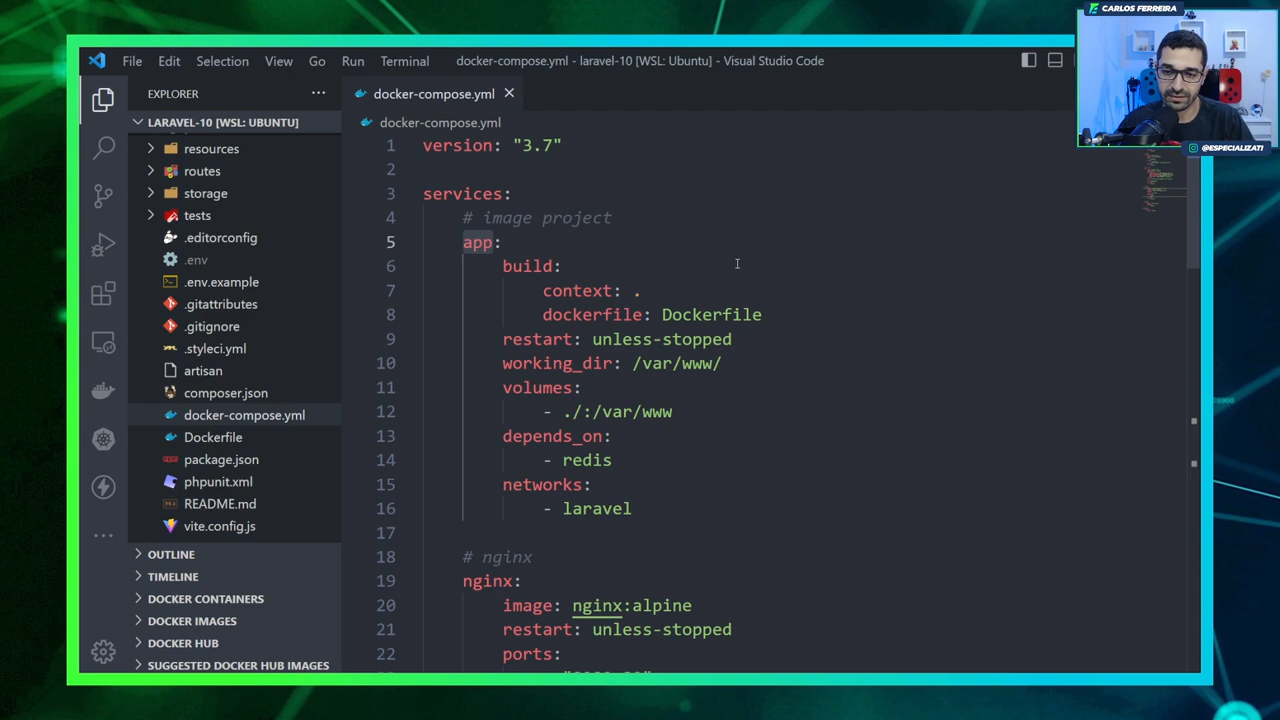 CARLOS FERREIRA
@ESPECIALIZATI
File Edit Selection View Go Run Terminal docker-compose.yml - laravel-10 [WSL: Ubuntu] - Visual Studio Code
EXPLORER
LARAVEL-10 [WSL: UBUNTU]
resources
routes
storage
tests
.editorconfig
.env
.env.example
.gitattributes
.gitignore
.styleci.yml
artisan
composer.json
docker-compose.yml
Dockerfile
package.json
phpunit.xml
README.md
vite.config.js
OUTLINE
TIMELINE
DOCKER CONTAINERS
DOCKER IMAGES
DOCKER HUB
SUGGESTED DOCKER HUB IMAGES
docker-compose.yml
docker-compose.yml
1 version: "3.7"
2
3 services:
4 # image project
5 app:
6 build:
7 context: .
8 dockerfile: Dockerfile
9 restart: unless-stopped
10 working_dir: /var/www/
11 volumes:
12 - ./:/var/www
13 depends_on:
14 - redis
15 networks:
16 - laravel
17
18 # nginx
19 nginx:
20 image: nginx:alpine
21 restart: unless-stopped
22 ports: